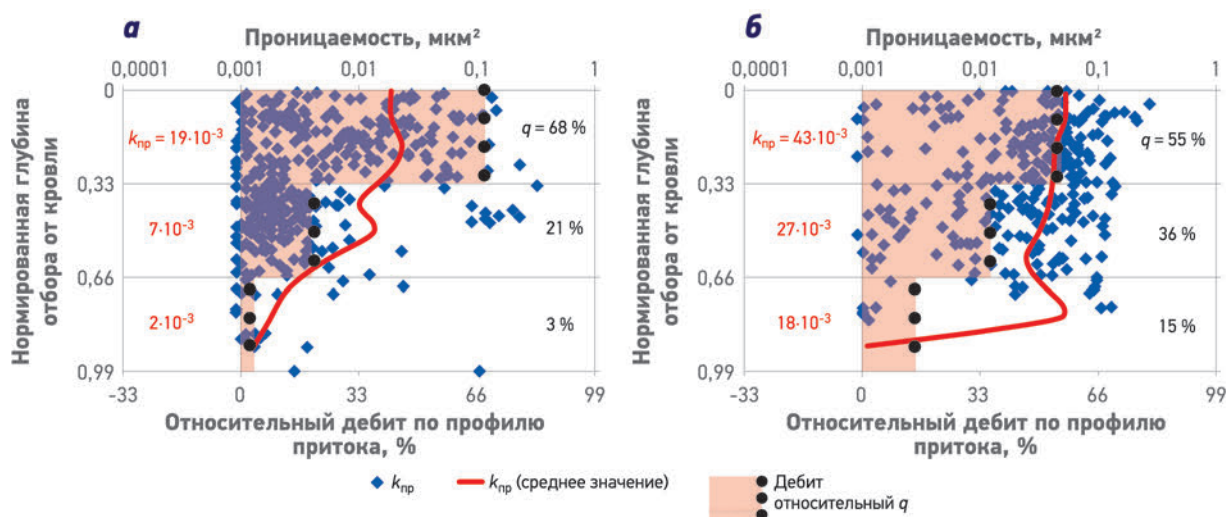 а
Проницаемость, мкм²
0,0001 0,001 0,01 0,1 1
Нормированная глубина
отбора от кровли
0
0,33
0,66
0,99
kпр = 19·10⁻³
7·10⁻³
2·10⁻³
q = 68 %
21 %
3 %
-33 0 33 66 99
Относительный дебит по профилю
притока, %
б
Проницаемость, мкм²
0,0001 0,001 0,01 0,1 1
Нормированная глубина
отбора от кровли
0
0,33
0,66
0,99
kпр = 43·10⁻³
27·10⁻³
18·10⁻³
q = 55 %
36 %
15 %
-33 0 33 66 99
Относительный дебит по профилю
притока, %
kпр
kпр (среднее значение)
Дебит
относительный q